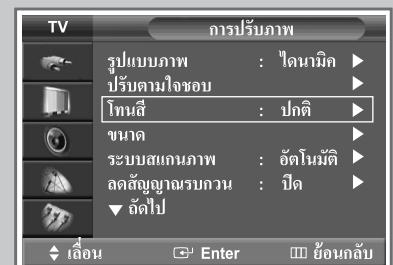 TV การปรับภาพ
รูปแบบภาพ : ไดนามิค ▶
ปรับตามใจชอบ ▶
โทนสี : ปกติ ▶
ขนาด ▶
ระบบสแกนภาพ : อัตโนมัติ ▶
ลดสัญญาณรบกวน : ปิด ▶
▼ ถัดไป
เลื่อน Enter ย้อนกลับ